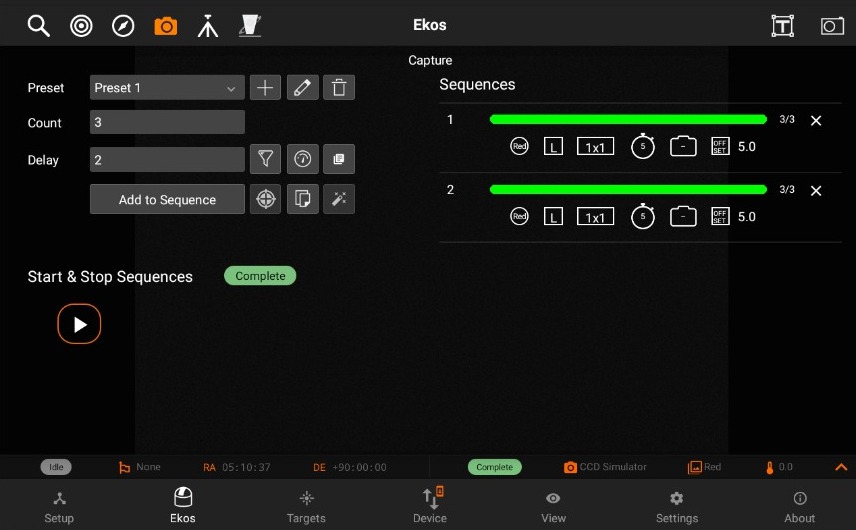 Ekos
T
Capture
Preset Preset 1
Count 3
Delay 2
Add to Sequence
Sequences
1 3/3
Red L 1x1 5 OFF SET 5.0
2 3/3
Red L 1x1 5 OFF SET 5.0
Start & Stop Sequences Complete
Idle None RA 05:10:37 DE +90:00:00 Complete CCD Simulator Red 0.0
Setup Ekos Targets Device View Settings About